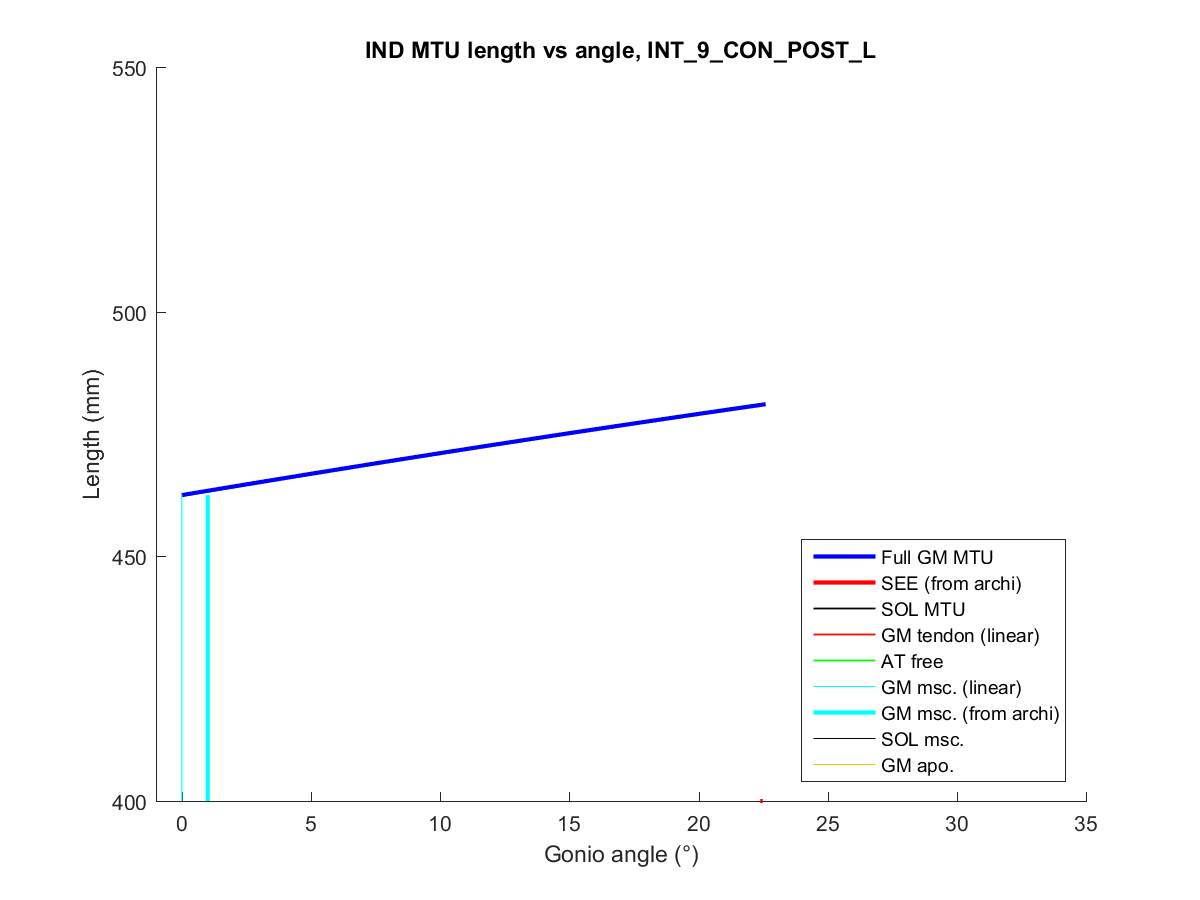 IND MTU length vs angle, INT_9_CON_POST_L
550
500
450
400
Length (mm)
0 5 10 15 20 25 30 35
Gonio angle (°)
Full GM MTU
SEE (from archi)
SOL MTU
GM tendon (linear)
AT free
GM msc. (linear)
GM msc. (from archi)
SOL msc.
GM apo.